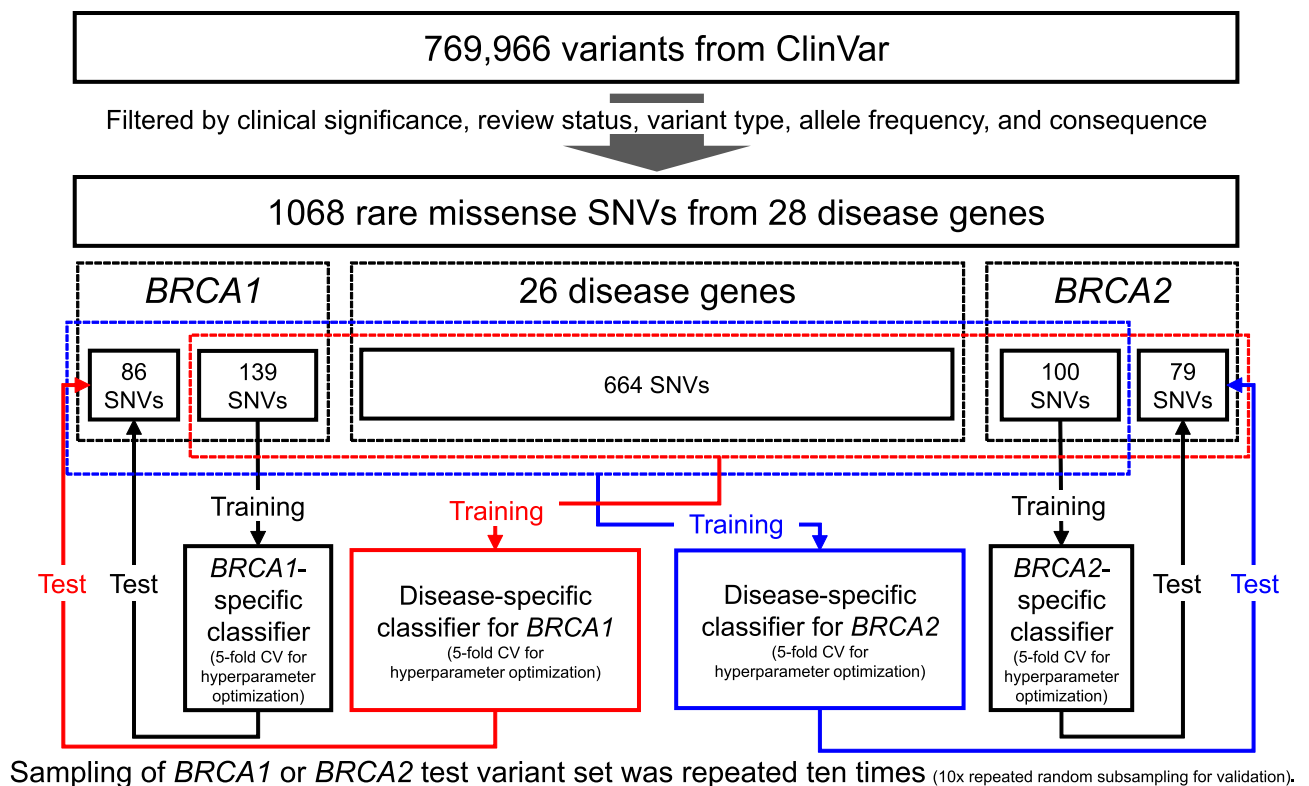 769,966 variants from ClinVar
Filtered by clinical significance, review status, variant type, allele frequency, and consequence
1068 rare missense SNVs from 28 disease genes
BRCA1
26 disease genes
BRCA2
86
SNVs
139
SNVs
664 SNVs
100
SNVs
79
SNVs
Training
Training
Training
Training
Test
Test
BRCA1-
specific
classifier
(5-fold CV for
hyperparameter
optimization)
Disease-specific
classifier for BRCA1
(5-fold CV for
hyperparameter optimization)
Disease-specific
classifier for BRCA2
(5-fold CV for
hyperparameter optimization)
BRCA2-
specific
classifier
(5-fold CV for
hyperparameter
optimization)
Test
Test
Sampling of BRCA1 or BRCA2 test variant set was repeated ten times (10x repeated random subsampling for validation).